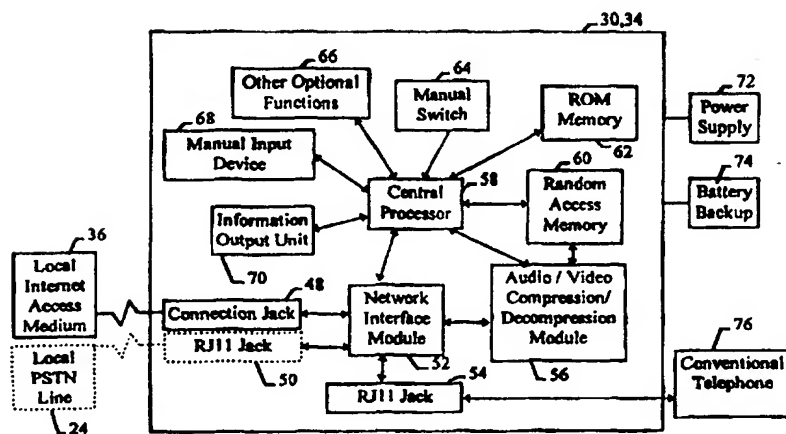 30,34
66
Other Optional
Functions
64
Manual
Switch
ROM
Memory
62
72
Power
Supply
68
Manual Input
Device
60
Random
Access
Memory
58
Central
Processor
74
Battery
Backup
Information
Output Unit
70
36
Local
Internet
Access
Medium
48
Connection Jack
Network
Interface
Module
52
Audio / Video
Compression/
Decompression
Module
56
RJ11 Jack
50
Local
PSTN
Line
24
54
RJ11 Jack
76
Conventional
Telephone